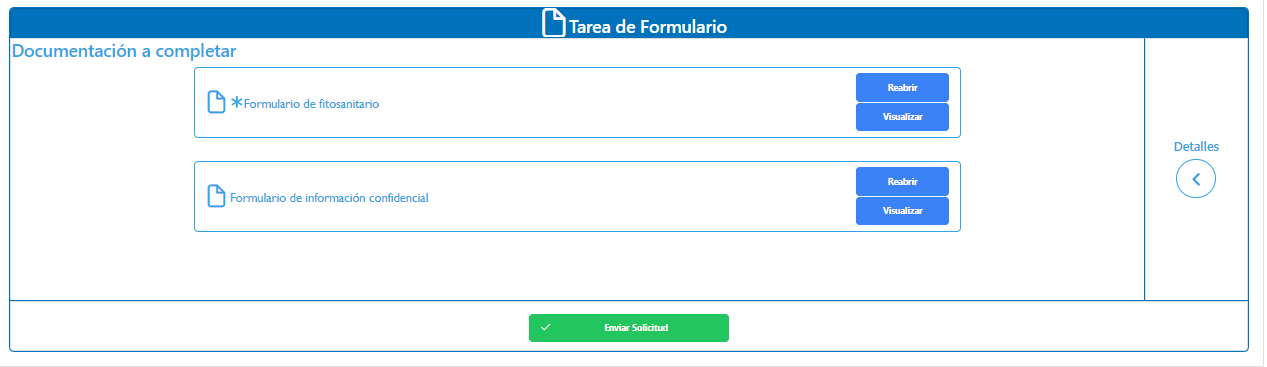 Tarea de Formulario
Documentación a completar
*Formulario de fitosanitario
Reabrir
Visualizar
Formulario de información confidencial
Reabrir
Visualizar
Detalles
Enviar Solicitud